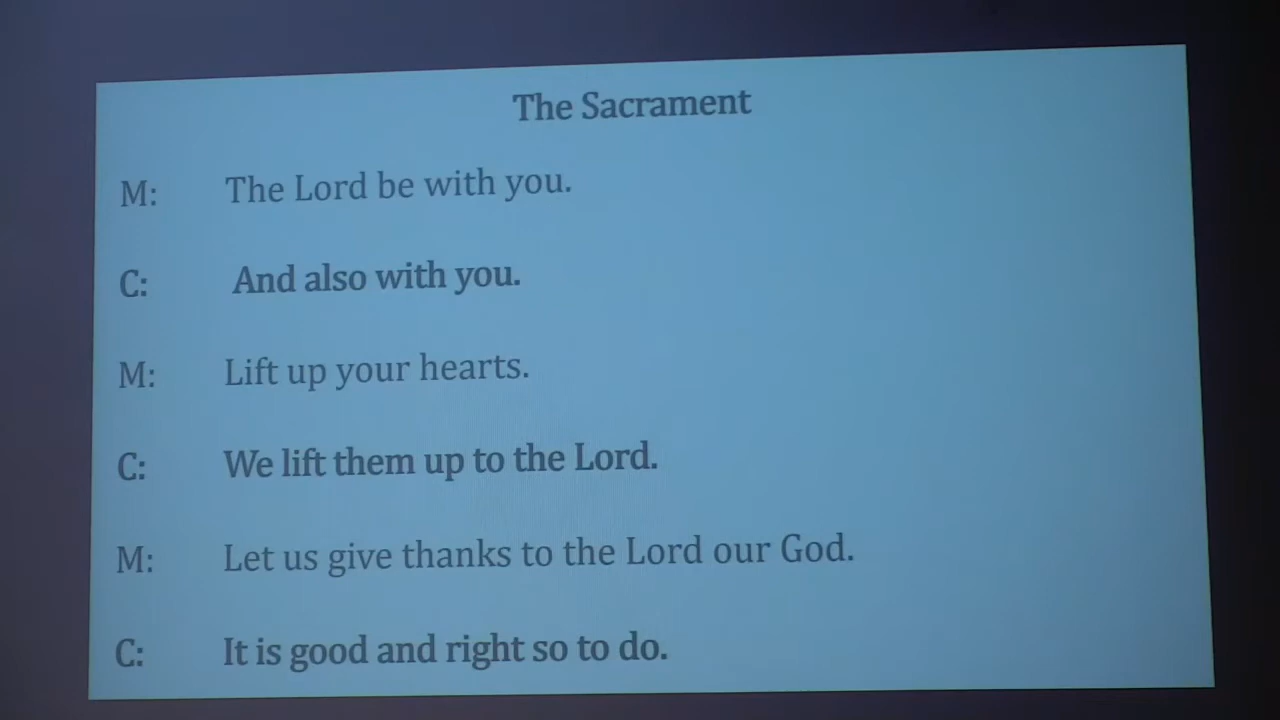 The Sacrament
M: The Lord be with you.
C: And also with you.
M: Lift up your hearts.
C: We lift them up to the Lord.
M: Let us give thanks to the Lord our God.
C: It is good and right so to do.